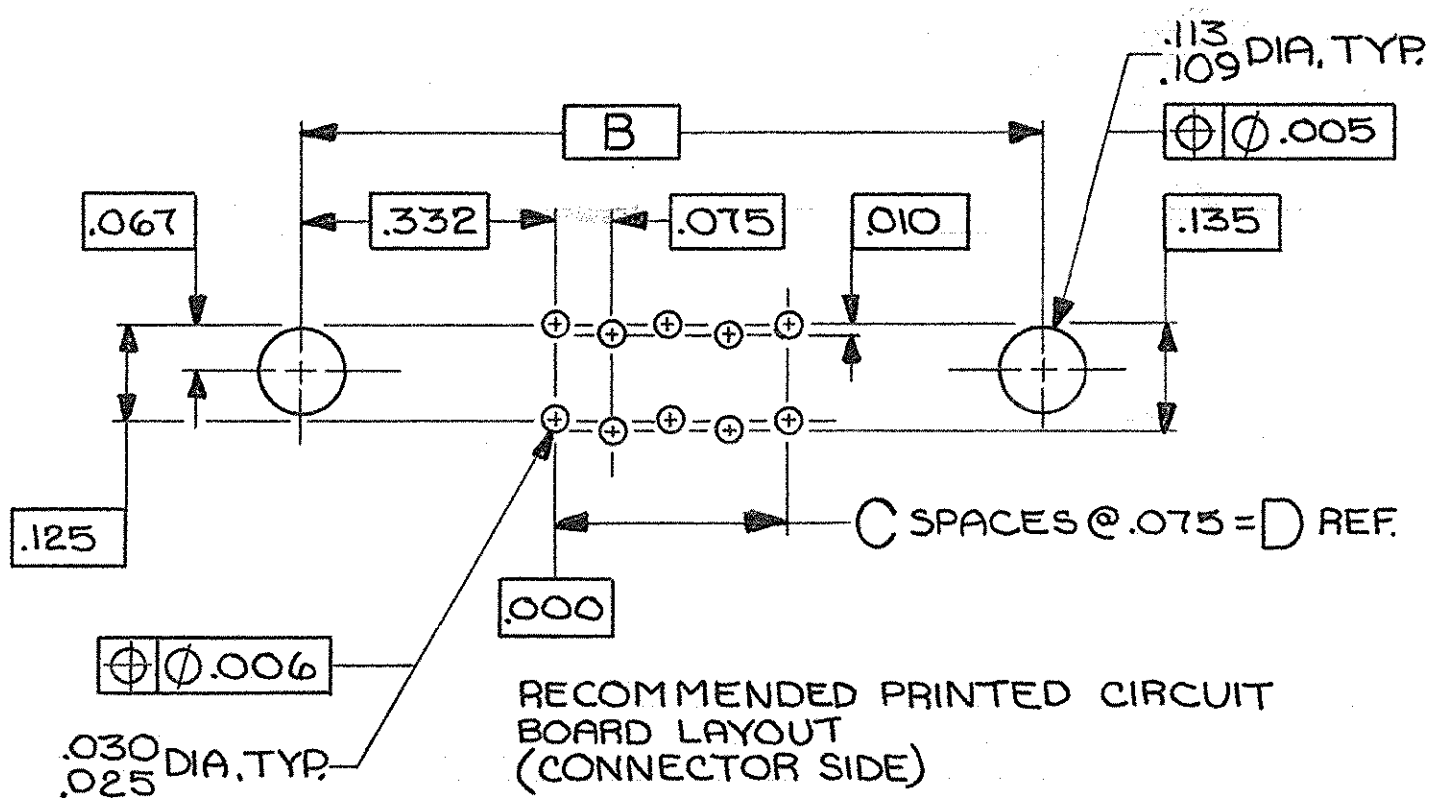 .113
.109 DIA. TYP.
⌖ ⌀ .005
B
.067
.332
.075
.010
.135
.125
C SPACES @ .075 = D REF.
.000
⌖ ⌀ .006
.030
.025 DIA. TYP.
RECOMMENDED PRINTED CIRCUIT
BOARD LAYOUT
(CONNECTOR SIDE)